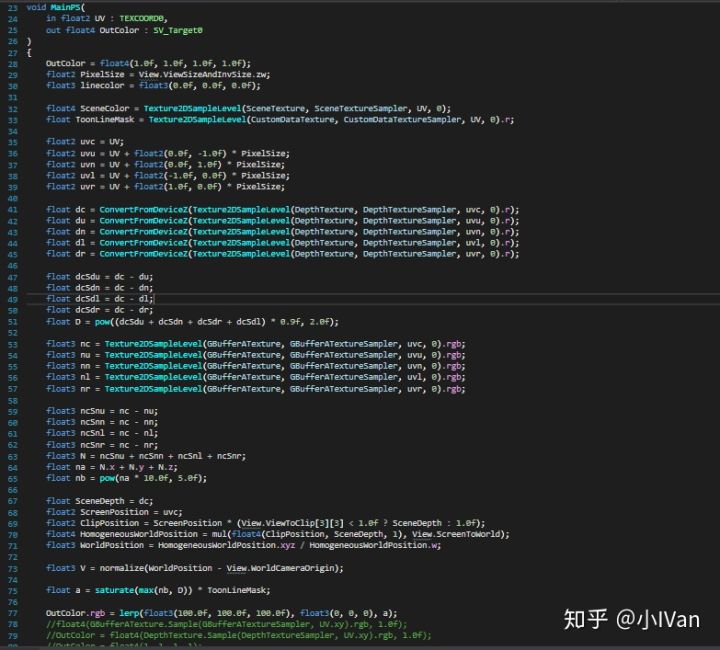 23 void MainPS(
24 in float2 UV : TEXCOORD0,
25 out float4 OutColor : SV_Target0
26 )
27 {
28 OutColor = float4(1.0f, 1.0f, 1.0f, 1.0f);
29 float2 PixelSize = View.ViewSizeAndInvSize.zw;
30 float3 linecolor = float3(0.0f, 0.0f, 0.0f);
31
32 float4 SceneColor = Texture2DSampleLevel(SceneTexture, SceneTextureSampler, UV, 0);
33 float ToonLineMask = Texture2DSampleLevel(CustomDataTexture, CustomDataTextureSampler, UV, 0).r;
34
35 float2 uvc = UV;
36 float2 uvu = UV + float2(0.0f, -1.0f) * PixelSize;
37 float2 uvn = UV + float2(0.0f, 1.0f) * PixelSize;
38 float2 uvl = UV + float2(-1.0f, 0.0f) * PixelSize;
39 float2 uvr = UV + float2(1.0f, 0.0f) * PixelSize;
40
41 float dc = ConvertFromDeviceZ(Texture2DSampleLevel(DepthTexture, DepthTextureSampler, uvc, 0).r);
42 float du = ConvertFromDeviceZ(Texture2DSampleLevel(DepthTexture, DepthTextureSampler, uvu, 0).r);
43 float dn = ConvertFromDeviceZ(Texture2DSampleLevel(DepthTexture, DepthTextureSampler, uvn, 0).r);
44 float dl = ConvertFromDeviceZ(Texture2DSampleLevel(DepthTexture, DepthTextureSampler, uvl, 0).r);
45 float dr = ConvertFromDeviceZ(Texture2DSampleLevel(DepthTexture, DepthTextureSampler, uvr, 0).r);
46
47 float dcSdu = dc - du;
48 float dcSdn = dc - dn;
49 float dcSdl = dc - dl;
50 float dcSdr = dc - dr;
51 float D = pow((dcSdu + dcSdn + dcSdr + dcSdl) * 0.9f, 2.0f);
52
53 float3 nc = Texture2DSampleLevel(GBufferATexture, GBufferATextureSampler, uvc, 0).rgb;
54 float3 nu = Texture2DSampleLevel(GBufferATexture, GBufferATextureSampler, uvu, 0).rgb;
55 float3 nn = Texture2DSampleLevel(GBufferATexture, GBufferATextureSampler, uvn, 0).rgb;
56 float3 nl = Texture2DSampleLevel(GBufferATexture, GBufferATextureSampler, uvl, 0).rgb;
57 float3 nr = Texture2DSampleLevel(GBufferATexture, GBufferATextureSampler, uvr, 0).rgb;
58
59 float3 ncSnu = nc - nu;
60 float3 ncSnn = nc - nn;
61 float3 ncSnl = nc - nl;
62 float3 ncSnr = nc - nr;
63 float3 N = ncSnu + ncSnn + ncSnl + ncSnr;
64 float na = N.x + N.y + N.z;
65 float nb = pow(na * 10.0f, 5.0f);
66
67 float SceneDepth = dc;
68 float2 ScreenPosition = uvc;
69 float2 ClipPosition = ScreenPosition * (View.ViewToClip[3][3] < 1.0f ? SceneDepth : 1.0f);
70 float4 HomogeneousWorldPosition = mul(float4(ClipPosition, SceneDepth, 1), View.ScreenToWorld);
71 float3 WorldPosition = HomogeneousWorldPosition.xyz / HomogeneousWorldPosition.w;
72
73 float3 V = normalize(WorldPosition - View.WorldCameraOrigin);
74
75 float a = saturate(max(nb, D)) * ToonLineMask;
76
77 OutColor.rgb = lerp(float3(100.0f, 100.0f, 100.0f), float3(0, 0, 0), a);
78 //float4(GBufferATexture.Sample(GBufferATextureSampler, UV.xy).rgb, 1.0f);
79 //OutColor = float4(DepthTexture.Sample(DepthTextureSampler, UV.xy).rgb, 1.0f);
80 //OutColor = float4(1, 1, 1, 1);
知乎 @小IVan